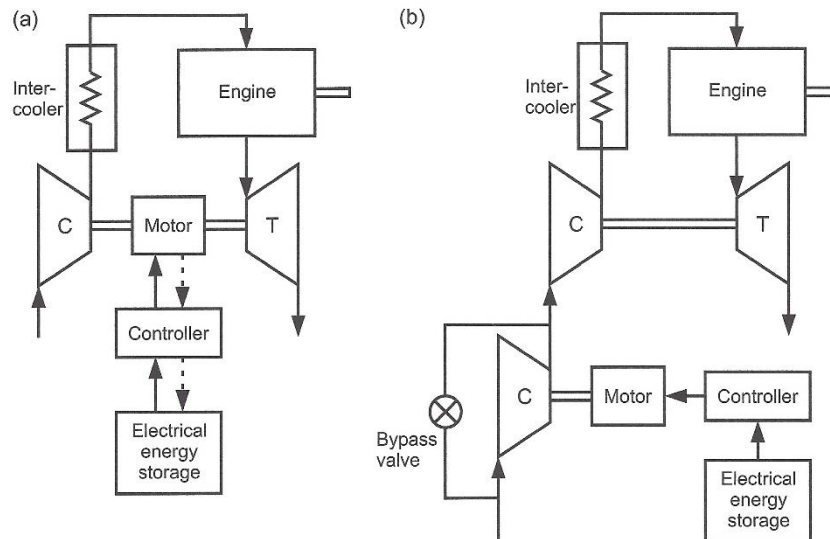 (a)
Inter-
cooler
Engine
C
Motor
T
Controller
Electrical
energy
storage
(b)
Inter-
cooler
Engine
C
T
C
Motor
Controller
Bypass
valve
Electrical
energy
storage